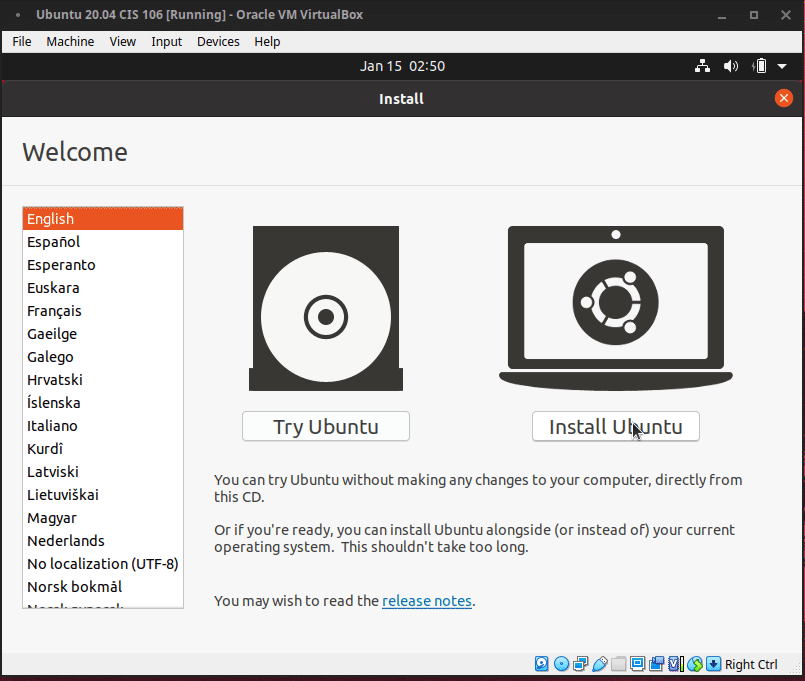 Ubuntu 20.04 CIS 106 [Running] - Oracle VM VirtualBox
File Machine View Input Devices Help
Jan 15 02:50
Install
Welcome
English
Español
Esperanto
Euskara
Français
Gaeilge
Galego
Hrvatski
Íslenska
Italiano
Kurdî
Latviski
Lietuviškai
Magyar
Nederlands
No localization (UTF-8)
Norsk bokmål
Try Ubuntu
Install Ubuntu
You can try Ubuntu without making any changes to your computer, directly from
this CD.
Or if you're ready, you can install Ubuntu alongside (or instead of) your current
operating system. This shouldn't take too long.
You may wish to read the release notes.
Right Ctrl